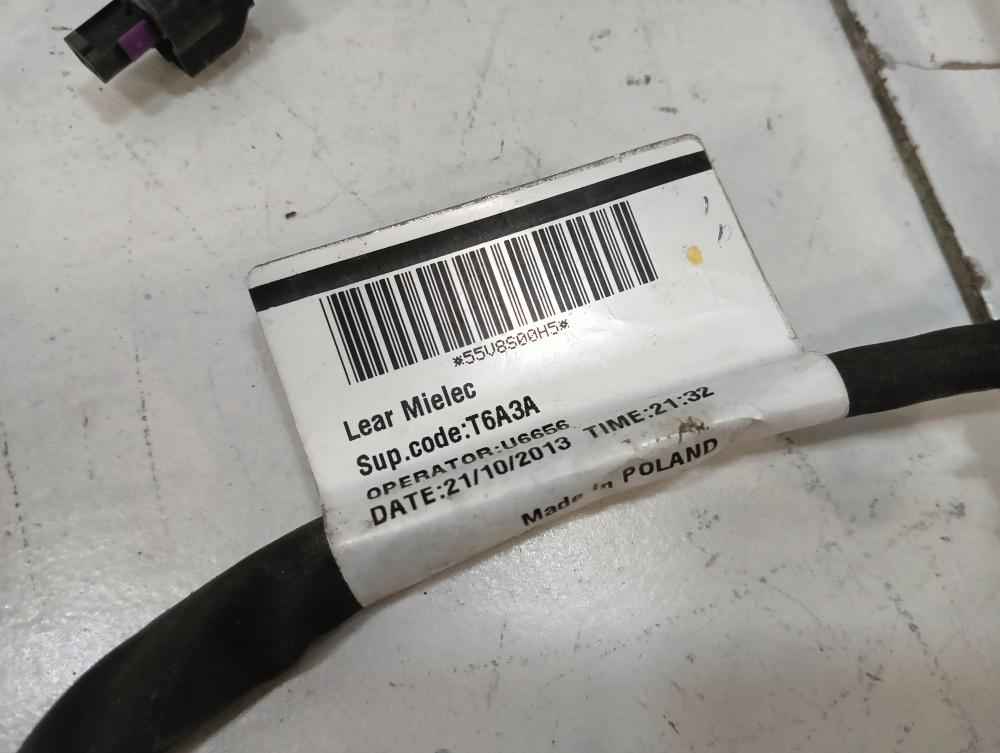 *55V8S00H5*
Lear Mielec
Sup.code:T6A3A
OPERATOR:U6656
DATE:21/10/2013 TIME:21:32
Made in POLAND